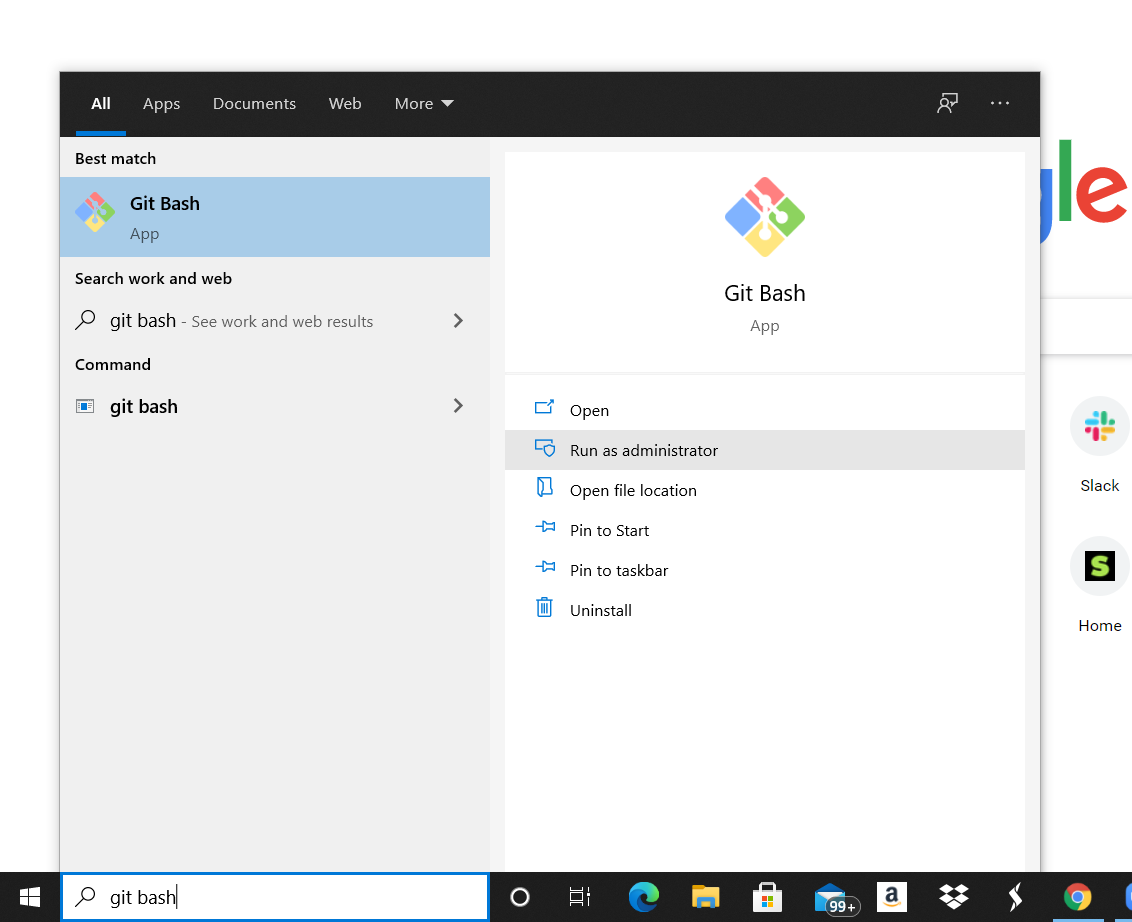 All Apps Documents Web More
Best match
Git Bash
App
Search work and web
git bash - See work and web results
Command
git bash
Git Bash
App
Open
Run as administrator
Open file location
Pin to Start
Pin to taskbar
Uninstall
gle
Slack
S
Home
git bash
99+
a